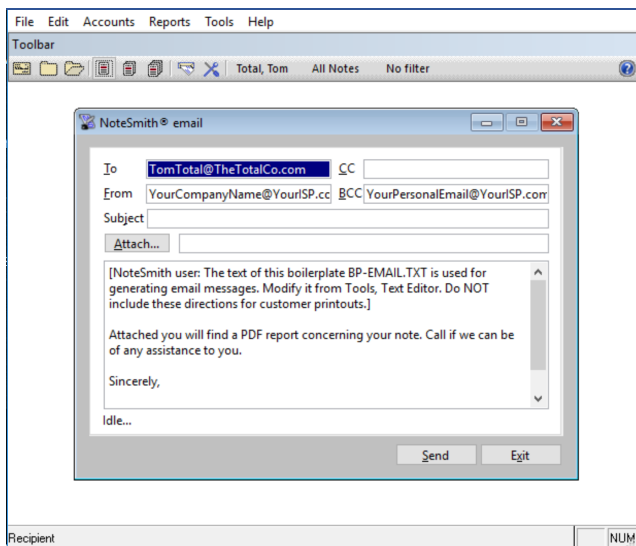 File Edit Accounts Reports Tools Help
Toolbar
Total, Tom All Notes No filter
NoteSmith® email
To TomTotal@TheTotalCo.com CC
From YourCompanyName@YourISP.cc BCC YourPersonalEmail@YourISP.com
Subject
Attach...
[NoteSmith user: The text of this boilerplate BP-EMAIL.TXT is used for
generating email messages. Modify it from Tools, Text Editor. Do NOT
include these directions for customer printouts.]
Attached you will find a PDF report concerning your note. Call if we can be
of any assistance to you.
Sincerely,
Idle...
Send Exit
Recipient NUM